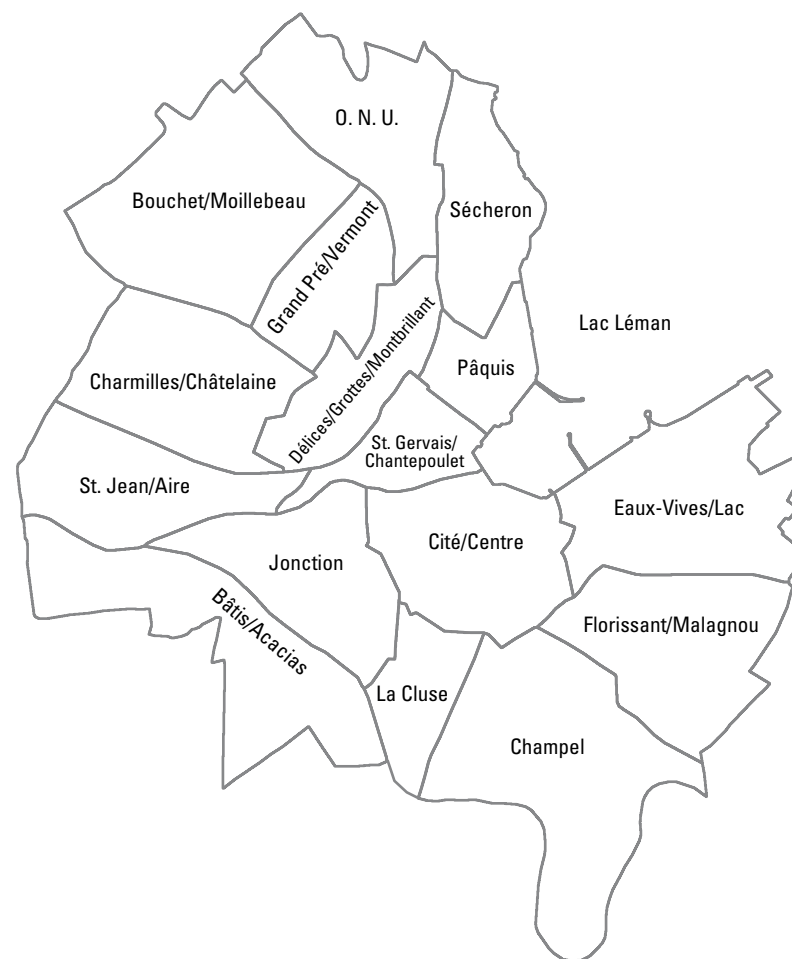 O. N. U.
Bouchet/Moillebeau
Sécheron
Grand Pré/Vermont
Lac Léman
Délices/Grottes/Montbrillant
Pâquis
Charmilles/Châtelaine
St. Gervais/
Chantepoulet
St. Jean/Aire
Eaux-Vives/Lac
Cité/Centre
Jonction
Bâtis/Acacias
Florissant/Malagnou
La Cluse
Champel